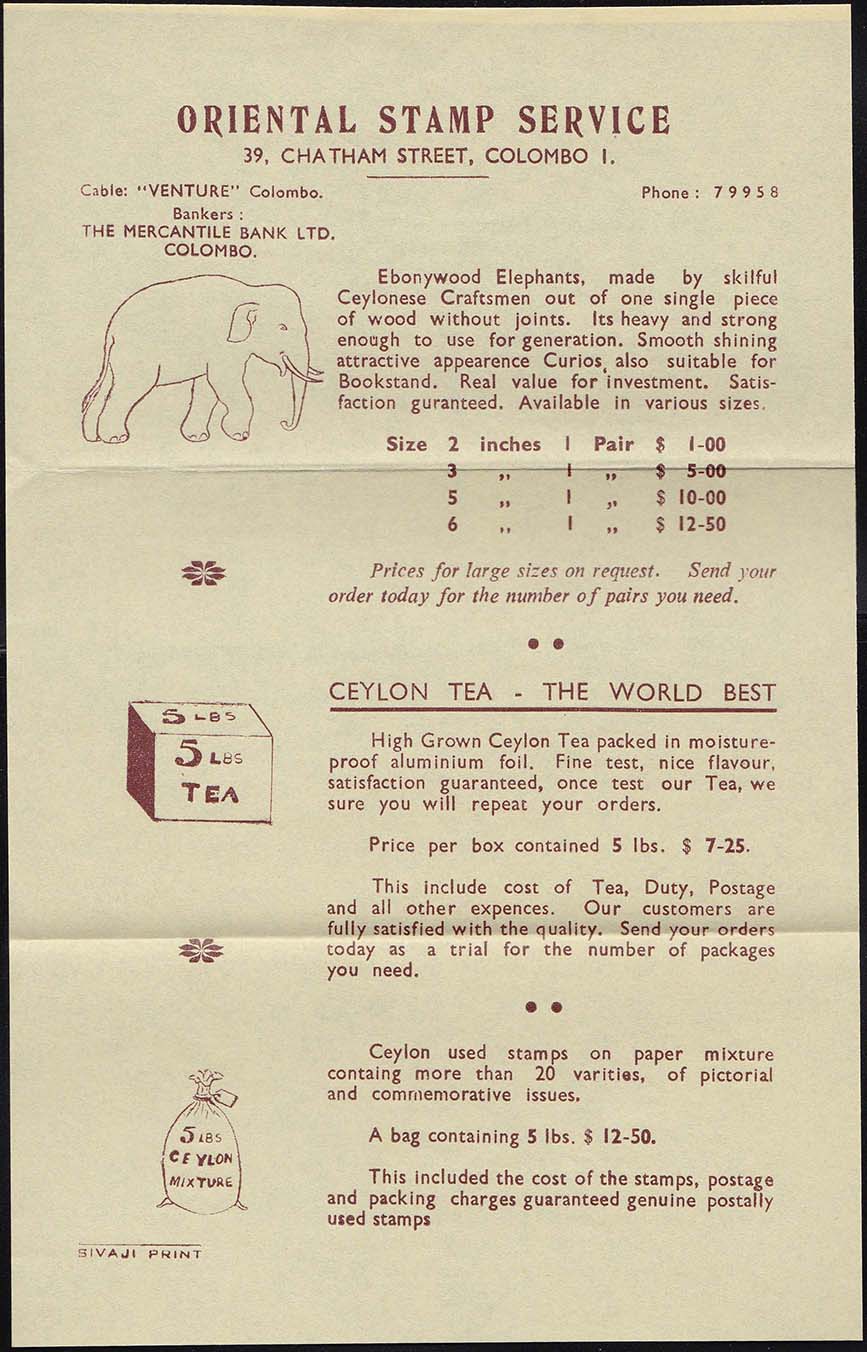 ORIENTAL STAMP SERVICE
39, CHATHAM STREET, COLOMBO 1.
Cable: "VENTURE" Colombo.
Phone : 79958
Bankers :
THE MERCANTILE BANK LTD.
COLOMBO.
Ebonywood Elephants, made by skilful
Ceylonese Craftsmen out of one single piece
of wood without joints. Its heavy and strong
enough to use for generation. Smooth shining
attractive appearence Curios, also suitable for
Bookstand. Real value for investment. Satis-
faction guranteed. Available in various sizes.
Size 2 inches 1 Pair $ 1-00
3 ,, 1 ,, $ 5-00
5 ,, 1 ,, $ 10-00
6 ,, 1 ,, $ 12-50
Prices for large sizes on request. Send your
order today for the number of pairs you need.
CEYLON TEA - THE WORLD BEST
5 LBS
5 LBS
TEA
High Grown Ceylon Tea packed in moisture-
proof aluminium foil. Fine test, nice flavour,
satisfaction guaranteed, once test our Tea, we
sure you will repeat your orders.
Price per box contained 5 lbs. $ 7-25.
This include cost of Tea, Duty, Postage
and all other expences. Our customers are
fully satisfied with the quality. Send your orders
today as a trial for the number of packages
you need.
Ceylon used stamps on paper mixture
containg more than 20 varities, of pictorial
and commemorative issues.
5 LBS
CEYLON
MIXTURE
A bag containing 5 lbs. $ 12-50.
This included the cost of the stamps, postage
and packing charges guaranteed genuine postally
used stamps
SIVAJI PRINT